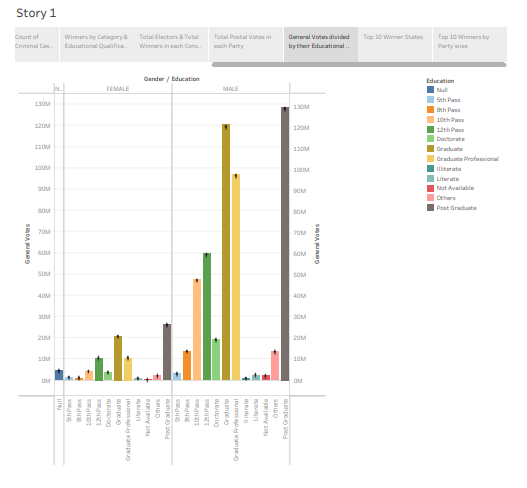 Story 1
Count of
Criminal Cas..
Winners by Category &
Educational Qualifica..
Total Electors & Total
Winners in each Cons..
Total Postal Votes in
each Party
General Votes divided
by their Educational ..
Top 10 Winner States
Top 10 Winners by
Party wise
Gender / Education
N..
FEMALE
MALE
General Votes
130M
120M
110M
100M
90M
80M
70M
60M
50M
40M
30M
20M
10M
0M
130M
120M
110M
100M
90M
80M
70M
60M
50M
40M
30M
20M
10M
0M
General Votes
Null
5th Pass
8th Pass
10th Pass
12th Pass
Doctorate
Graduate
Graduate Professional
Literate
Not Available
Others
Post Graduate
5th Pass
8th Pass
10th Pass
12th Pass
Doctorate
Graduate
Graduate Professional
Illiterate
Literate
Not Available
Others
Post Graduate
Education
Null
5th Pass
8th Pass
10th Pass
12th Pass
Doctorate
Graduate
Graduate Professional
Illiterate
Literate
Not Available
Others
Post Graduate